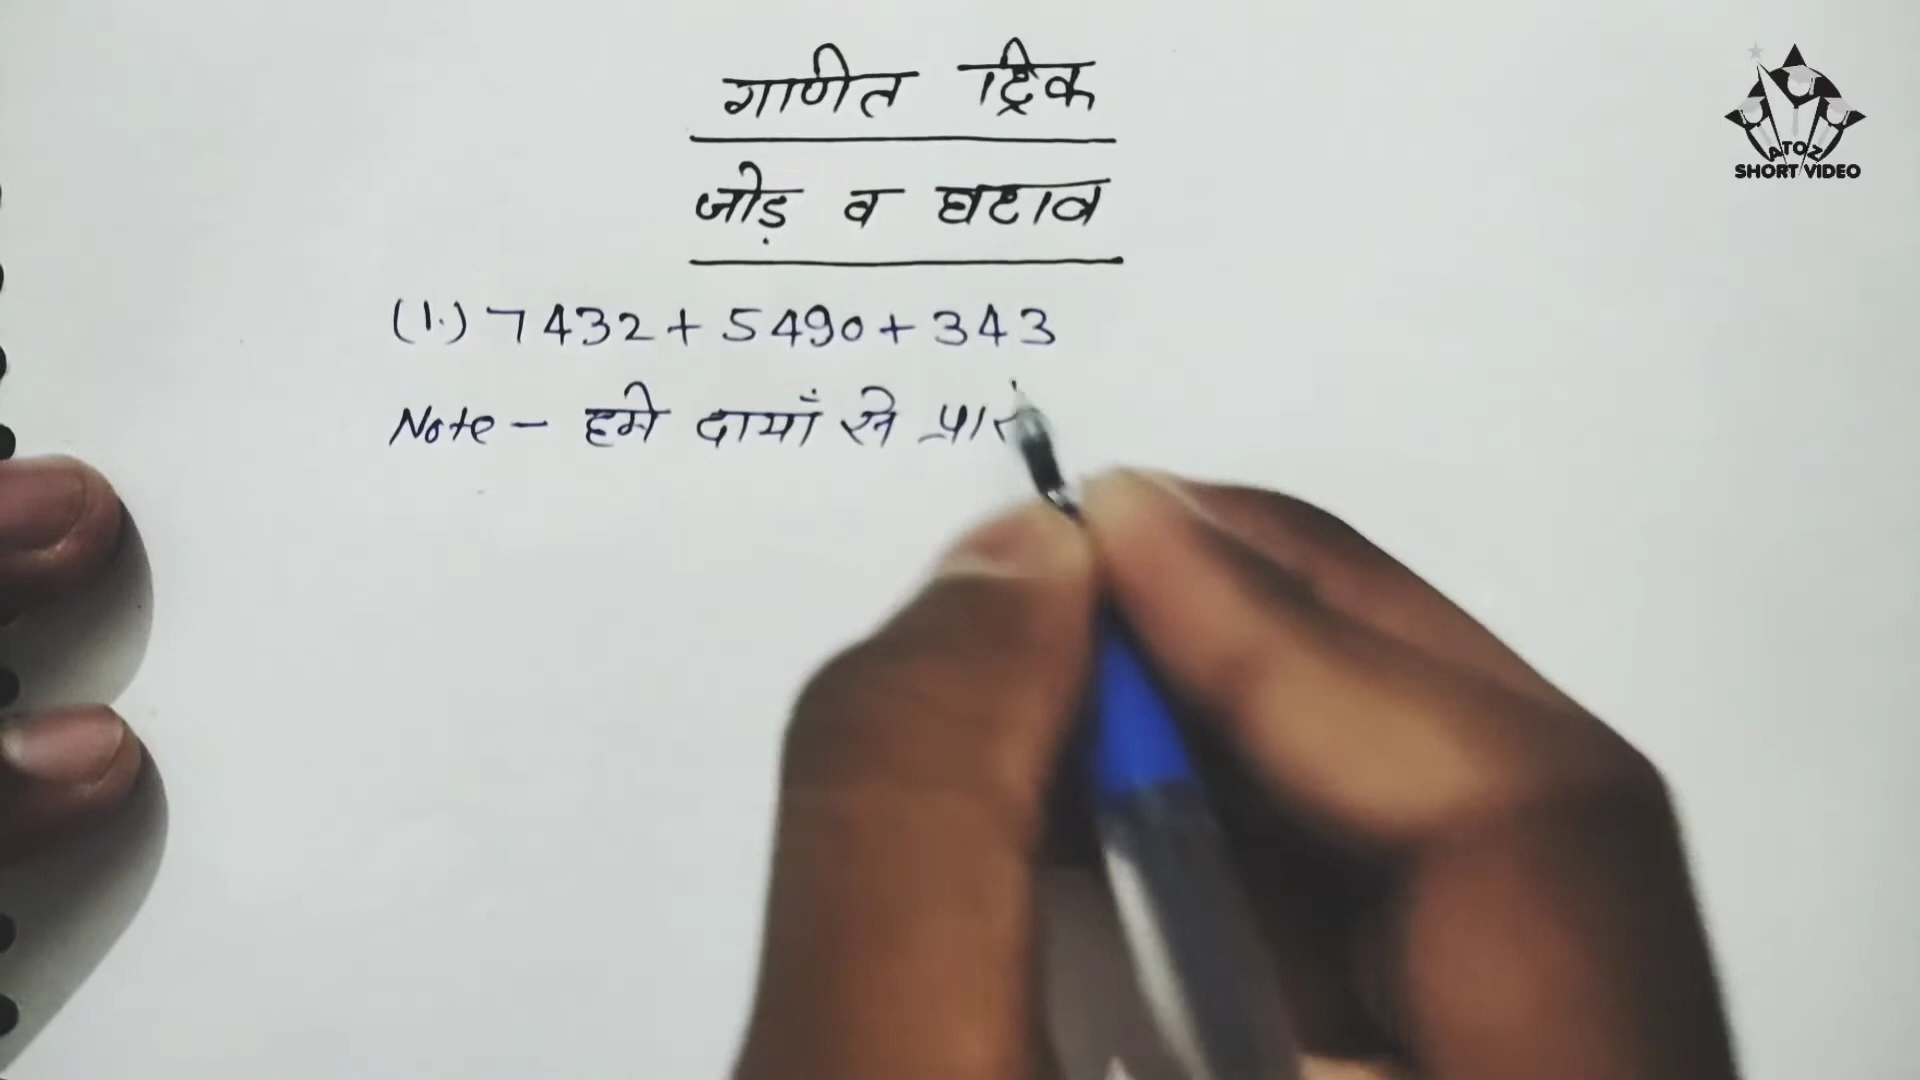 गणित ट्रिक
जोड़ व घटाव
(1.) 7432 + 5490 + 343
Note - हमे दायाँ से प्रा
ATOZ
SHORT VIDEO